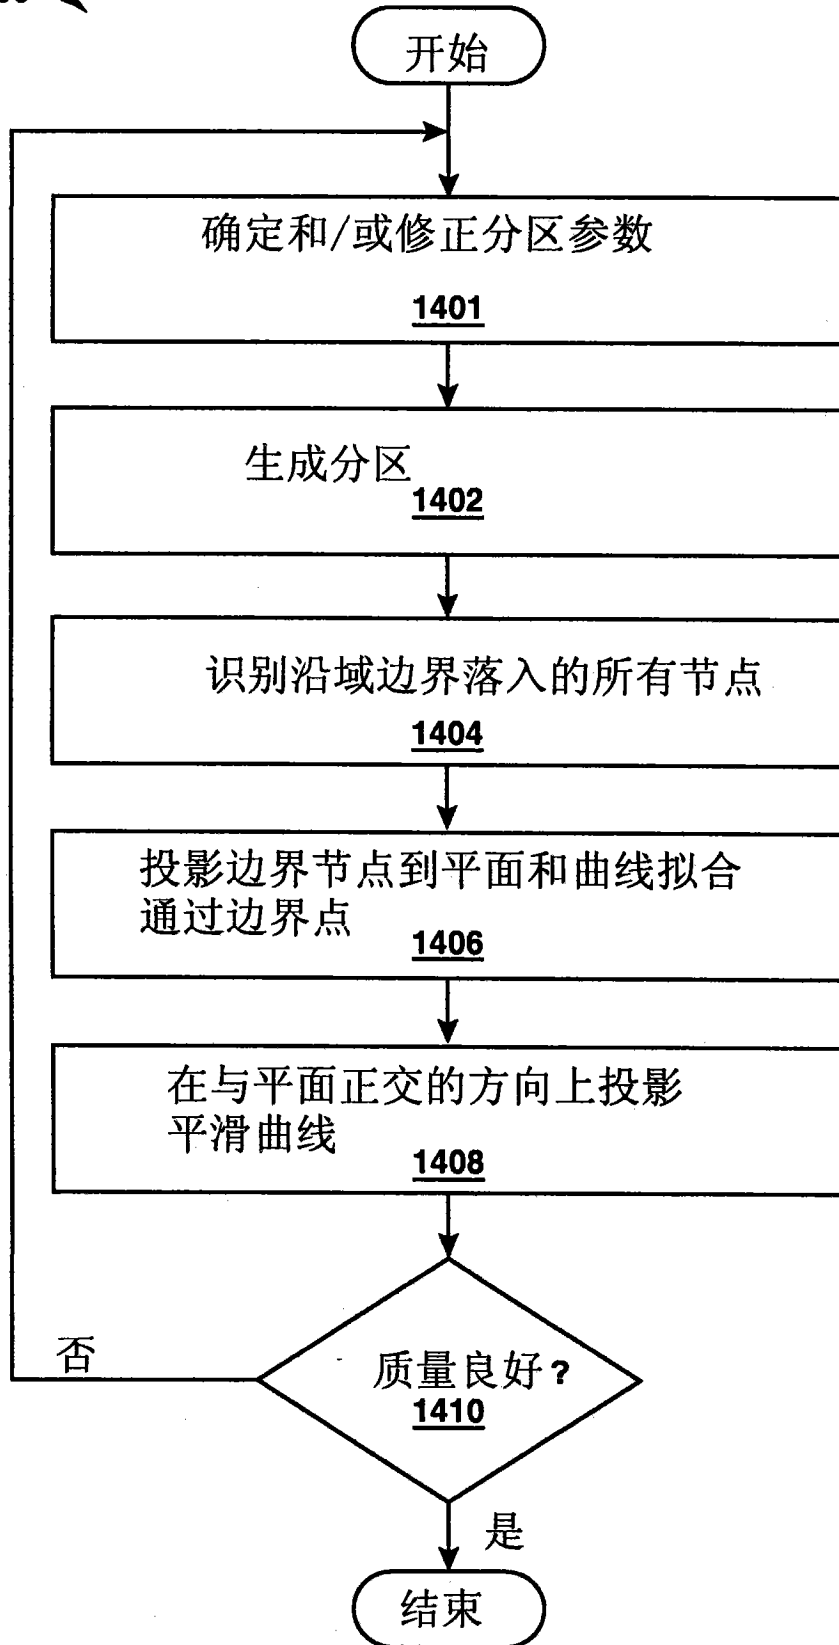 开始
确定和/或修正分区参数
1401
生成分区
1402
识别沿域边界落入的所有节点
1404
投影边界节点到平面和曲线拟合
通过边界点
1406
在与平面正交的方向上投影
平滑曲线
1408
否
质量良好?
1410
是
结束